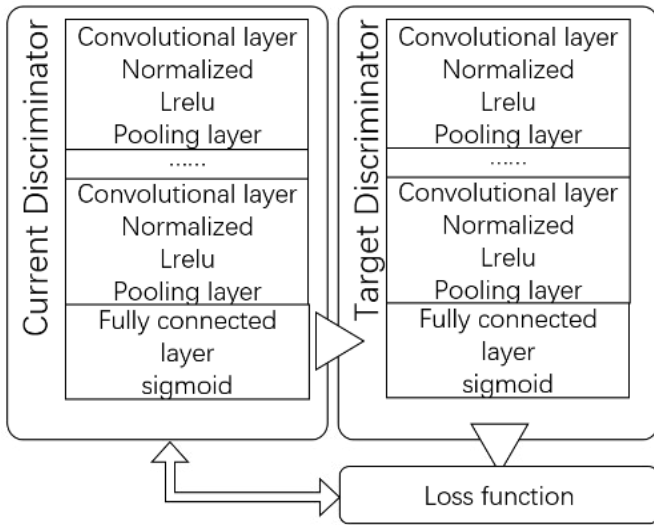 Current Discriminator
Convolutional layer
Normalized
Lrelu
Pooling layer
······
Convolutional layer
Normalized
Lrelu
Pooling layer
Fully connected
layer
sigmoid
Target Discriminator
Convolutional layer
Normalized
Lrelu
Pooling layer
······
Convolutional layer
Normalized
Lrelu
Pooling layer
Fully connected
layer
sigmoid
Loss function